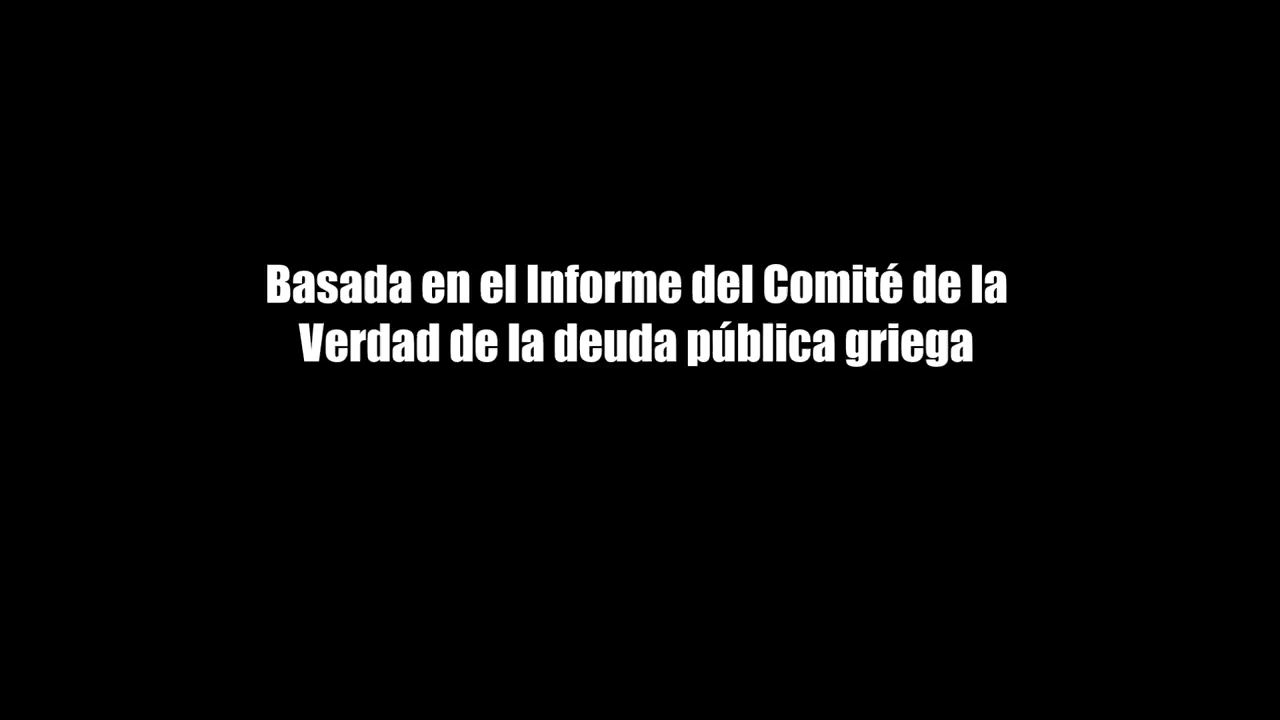 Basada en el Informe del Comité de la
Verdad de la deuda pública griega